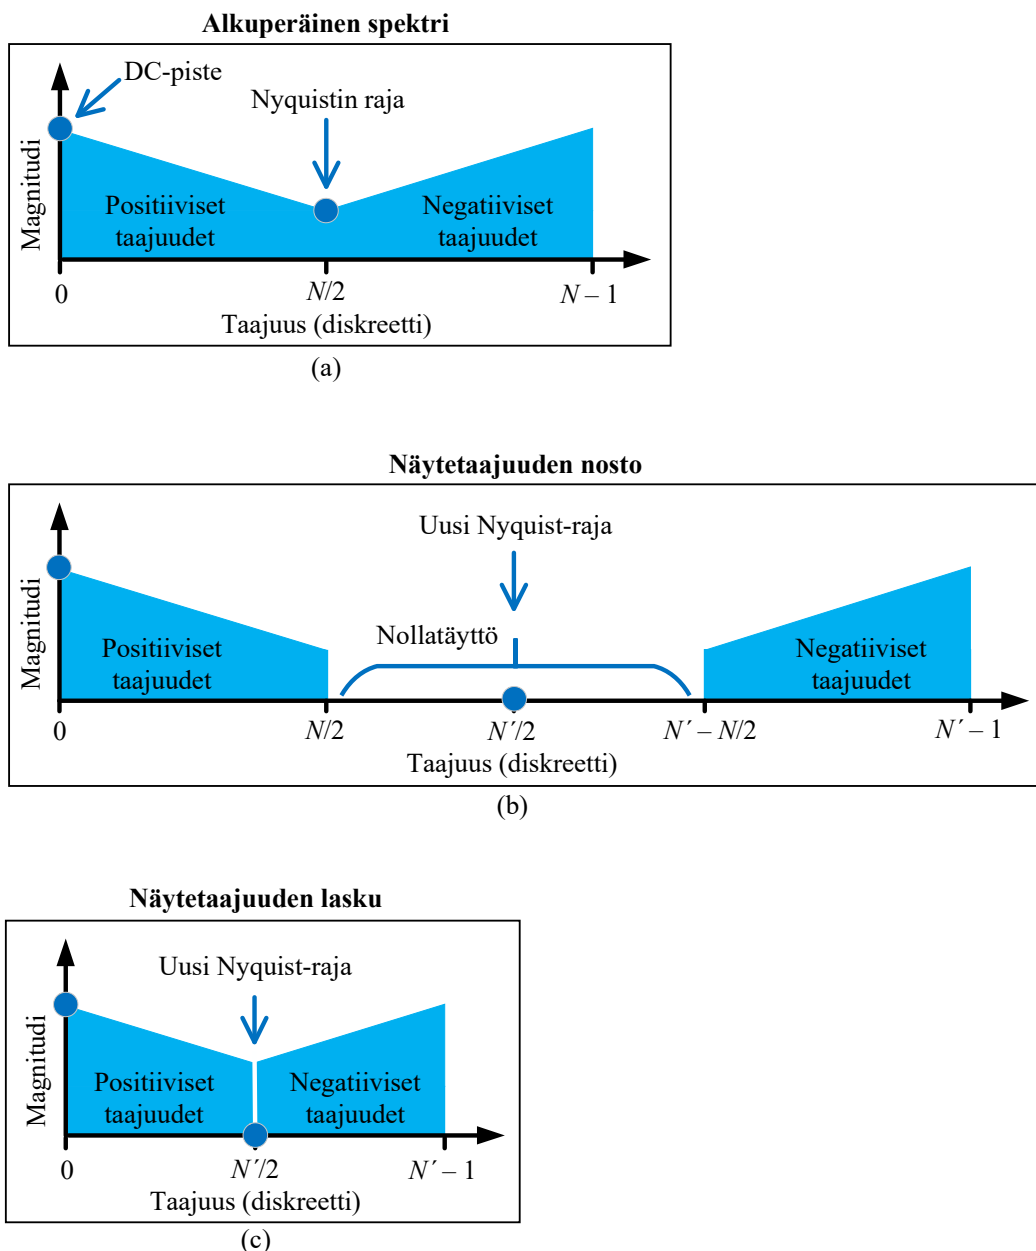 Alkuperäinen spektri
DC-piste
Nyquistin raja
Magnitudi
Positiiviset
taajuudet
Negatiiviset
taajuudet
0
N/2
N – 1
Taajuus (diskreetti)
(a)
Näytetaajuuden nosto
Uusi Nyquist-raja
Magnitudi
Nollatäyttö
Positiiviset
taajuudet
Negatiiviset
taajuudet
0
N/2
N´/2
N´ – N/2
N´ – 1
Taajuus (diskreetti)
(b)
Näytetaajuuden lasku
Uusi Nyquist-raja
Magnitudi
Positiiviset
taajuudet
Negatiiviset
taajuudet
0
N´/2
N´ – 1
Taajuus (diskreetti)
(c)